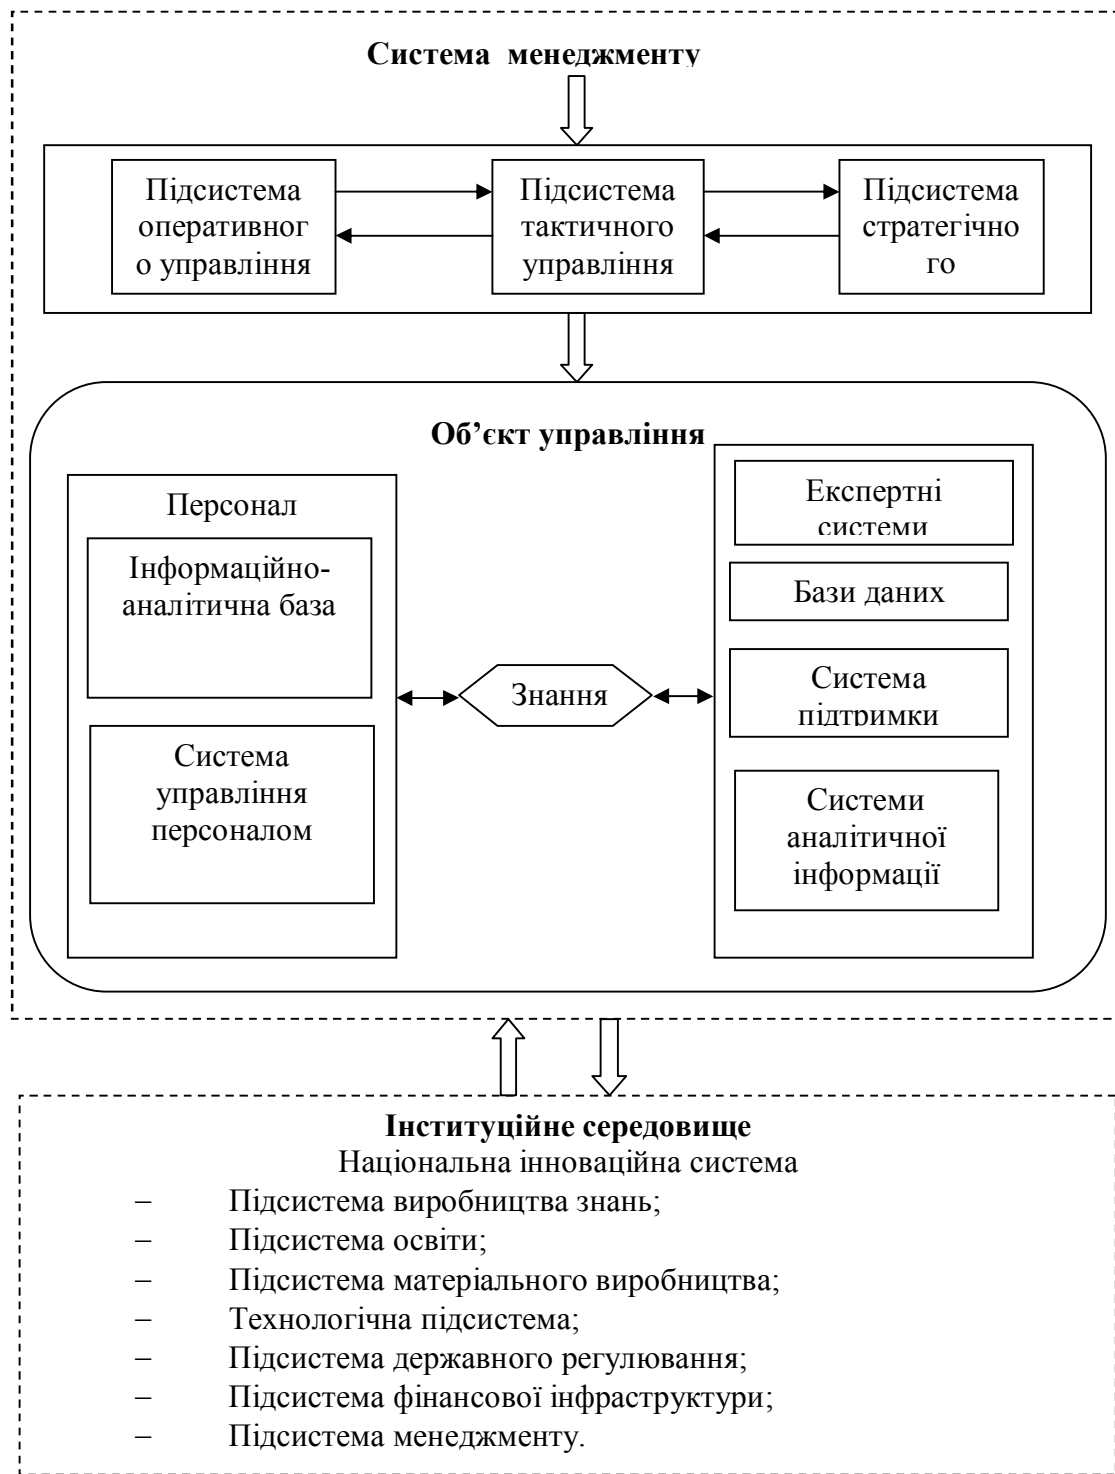 Система менеджменту
Підсистема
оперативног
о управління
Підсистема
тактичного
управління
Підсистема
стратегічно
го
Об’єкт управління
Персонал
Інформаційно-
аналітична база
Система
управління
персоналом
Знання
Експертні
системи
Бази даних
Система
підтримки
Системи
аналітичної
інформації
Інституційне середовище
Національна інноваційна система
– Підсистема виробництва знань;
– Підсистема освіти;
– Підсистема матеріального виробництва;
– Технологічна підсистема;
– Підсистема державного регулювання;
– Підсистема фінансової інфраструктури;
– Підсистема менеджменту.